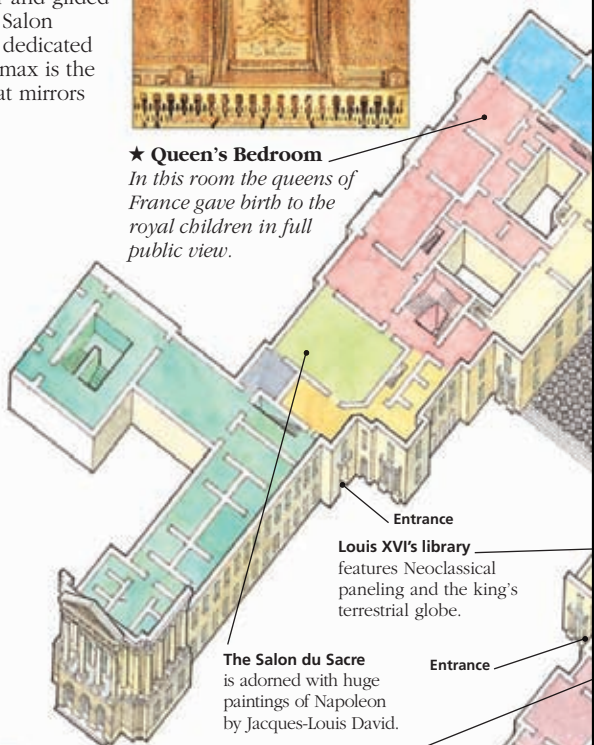 and gilded
Salon
dedicated
max is the
at mirrors
★ Queen's Bedroom
In this room the queens of
France gave birth to the
royal children in full
public view.
Entrance
Louis XVI's library
features Neoclassical
paneling and the king's
terrestrial globe.
The Salon du Sacre
is adorned with huge
paintings of Napoleon
by Jacques-Louis David.
Entrance